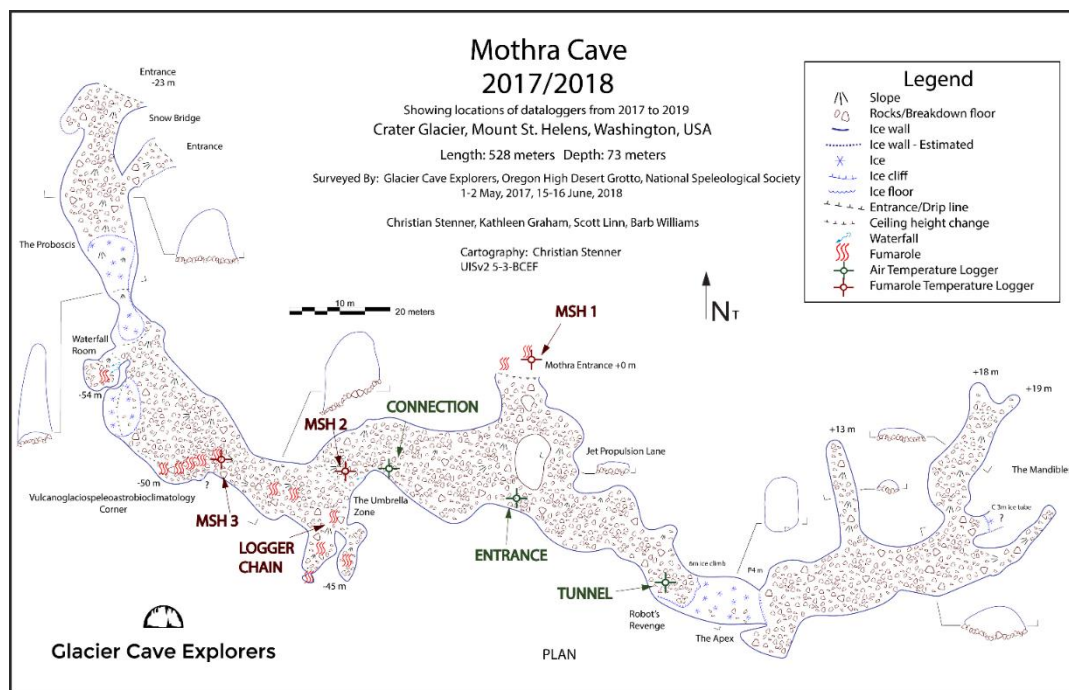 Mothra Cave
2017/2018
Showing locations of dataloggers from 2017 to 2019
Crater Glacier, Mount St. Helens, Washington, USA
Length: 528 meters Depth: 73 meters
Surveyed By: Glacier Cave Explorers, Oregon High Desert Grotto, National Speleological Society
1-2 May, 2017, 15-16 June, 2018
Christian Stenner, Kathleen Graham, Scott Linn, Barb Williams
Cartography: Christian Stenner
UISv2 5-3-BCEF
Legend
Slope
Rocks/Breakdown floor
Ice wall
Ice wall - Estimated
Ice
Ice cliff
Ice floor
Entrance/Drip line
Ceiling height change
Waterfall
Fumarole
Air Temperature Logger
Fumarole Temperature Logger
Entrance
-23 m
Snow Bridge
Entrance
The Proboscis
10 m
20 meters
NT
MSH 1
Mothra Entrance +0 m
Waterfall
Room
-54 m
CONNECTION
MSH 2
Jet Propulsion Lane
+18 m
+19 m
+13 m
The Mandibles
C 3m ice tube
?
-50 m
?
Vulcanoglaciospeleoastrobioclimatology
Corner
MSH 3
The Umbrella
Zone
LOGGER
CHAIN
-45 m
ENTRANCE
6m ice climb
P4 m
TUNNEL
Robot's
Revenge
The Apex
Glacier Cave Explorers
PLAN